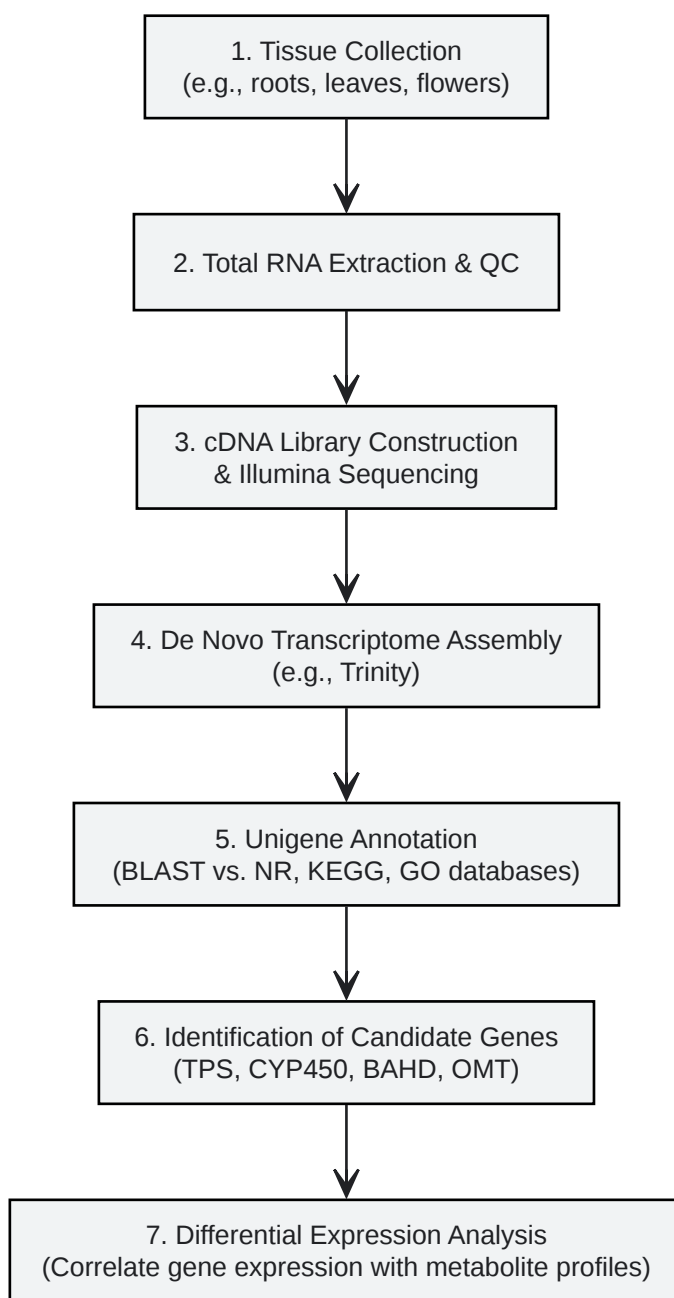 1. Tissue Collection
(e.g., roots, leaves, flowers)
2. Total RNA Extraction & QC
3. cDNA Library Construction
& Illumina Sequencing
4. De Novo Transcriptome Assembly
(e.g., Trinity)
5. Unigene Annotation
(BLAST vs. NR, KEGG, GO databases)
6. Identification of Candidate Genes
(TPS, CYP450, BAHD, OMT)
7. Differential Expression Analysis
(Correlate gene expression with metabolite profiles)